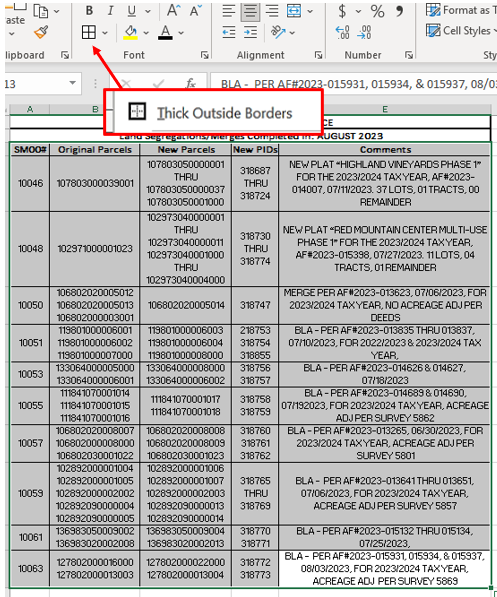 Paste
B I U
A A
$ % 9
Format as T
Cell Styles
Clipboard
Font
Alignment
Number
Sty
13
fx
BLA - PER AF#2023-015931, 015934, & 015937, 08/03
Thick Outside Borders
A B E
CE
Land Segregations/Merges Completed in: AUGUST 2023
SM00# Original Parcels New Parcels New PIDs Comments
10046 107803000039001
107803050000001
THRU
107803050000037
107803050001000
318687
THRU
318724
NEW PLAT "HIGHLAND VINEYARDS PHASE 1"
FOR THE 2023/2024 TAX YEAR, AF#2023-
014007, 07/11/2023. 37 LOTS, 01 TRACTS, 00
REMAINDER
10048 102971000001023
102973040000001
THRU
102973040000011
102973040001000
THRU
102973040004000
318730
THRU
318774
NEW PLAT "RED MOUNTAIN CENTER MULTI-USE
PHASE 1" FOR THE 2023/2024 TAX YEAR,
AF#2023-015398, 07/27/2023. 11 LOTS, 04
TRACTS, 01 REMAINDER
10050
106802020005012
106802020005013
106802000003001
106802020005014
318747
MERGE PER AF#2023-013623, 07/06/2023, FOR
2023/2024 TAX YEAR, NO ACREAGE ADJ PER
DEEDS
10051
119801000006001
119801000006002
119801000007000
119801000006003
119801000006004
119801000008000
218753
318754
318855
BLA - PER AF#2023-013835 THRU 013837,
07/10/2023, FOR 2022/2023 & 2023/2024 TAX
YEAR,
10053
133064000005000
133064000006001
133064000008000
133064000006002
318756
318757
BLA - PER AF#2023-014626 & 014627,
07/18/2023
10055
111841070001014
111841070001015
111841070001016
111841070001017
111841070001018
318758
318759
BLA - PER AF#2023-014689 & 014690,
07/192023, FOR 2023/2024 TAX YEAR, ACREAGE
ADJ PER SURVEY 5862
10057
106802020008007
106802020008000
106802030001022
106802020008008
106802020008009
106802030001023
318760
318761
318762
BLA - PER AF#2023-013265, 06/30/2023, FOR
2023/2024 TAX YEAR, ACREAGE ADJ PER
SURVEY 5801
10059
102892000001004
102892000001005
102892000002002
102892090004000
102892090005000
102892000001006
102892000001007
102892000002003
102892090000013
102892090000014
318765
THRU
318769
BLA - PER AF#2023-013641 THRU 013651,
07/06/2023, FOR 2023/2024 TAX YEAR,
ACREAGE ADJ PER SURVEY 5857
10061
136983050009002
136983020002008
136983050009004
136983020002013
318770
318771
BLA - PER AF#2023-015132 THRU 015134,
07/25/2023,
10063
127802000016000
127802000013003
127802000022000
127802000013004
318772
318773
BLA - PER AF#2023-015931, 015934, & 015937,
08/03/2023, FOR 2023/2024 TAX YEAR,
ACREAGE ADJ PER SURVEY 5869